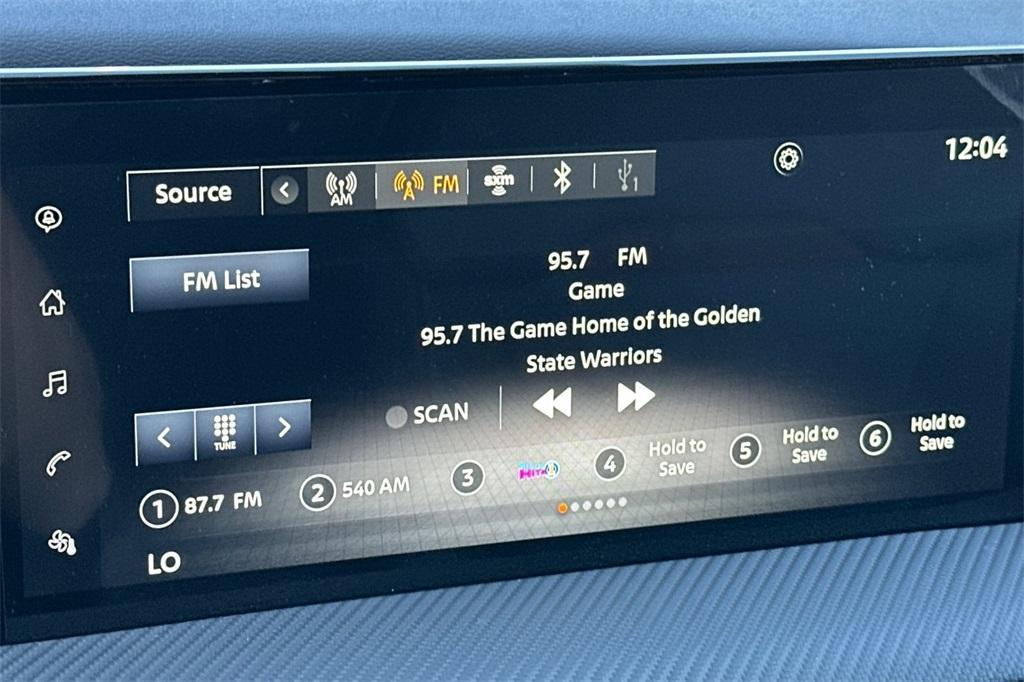 12:04
Source
AM
FM
sxm
1
FM List
95.7 FM
Game
95.7 The Game Home of the Golden
State Warriors
TUNE
SCAN
1 87.7 FM
2 540 AM
3
4 Hold to
Save
5 Hold to
Save
6 Hold to
Save
LO